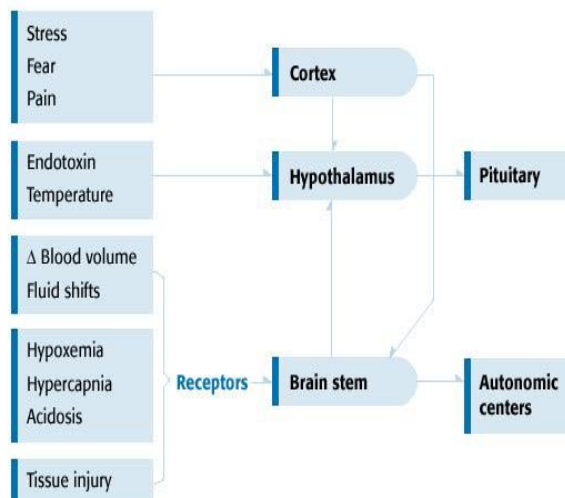 Stress
Fear
Pain
Cortex
Endotoxin
Temperature
Hypothalamus
Pituitary
Δ Blood volume
Fluid shifts
Hypoxemia
Hypercapnia
Acidosis
Receptors
Brain stem
Autonomic
centers
Tissue injury